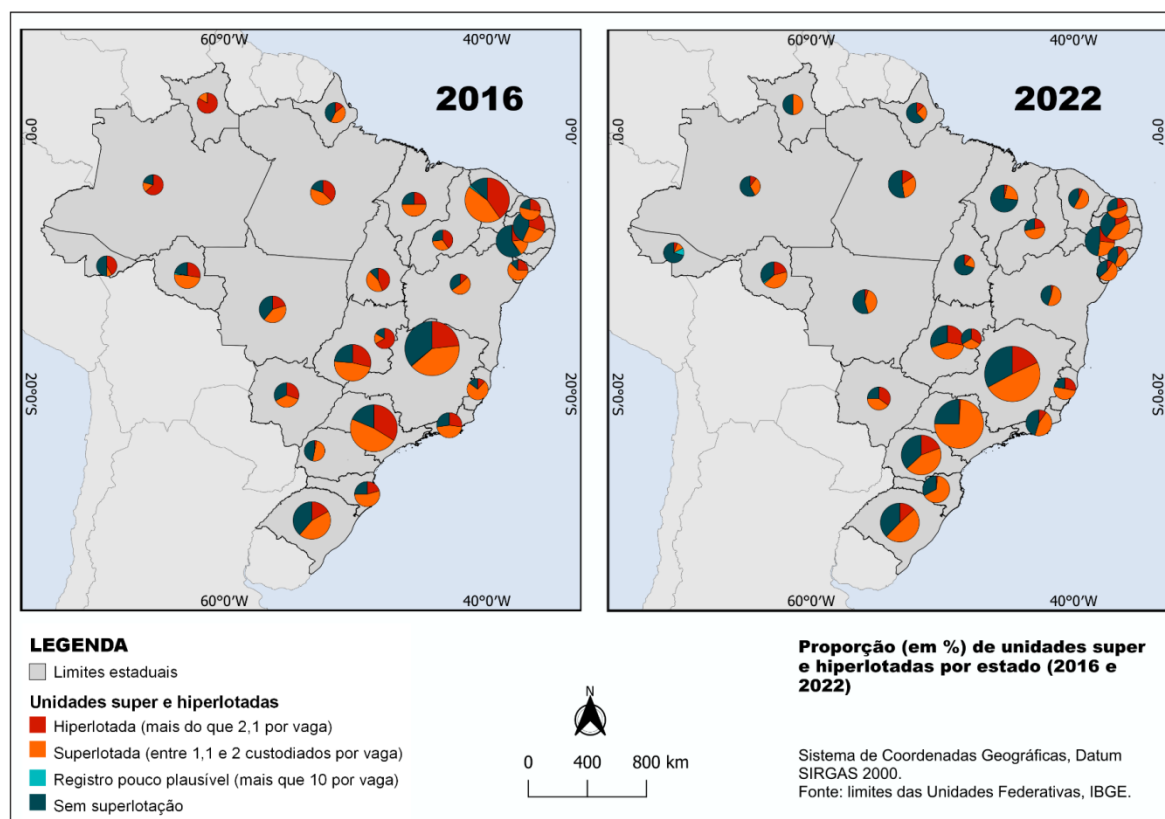 60°0'W 40°0'W
2016
0°0'
0°0'
20°0'S
20°0'S
60°0'W 40°0'W
60°0'W 40°0'W
2022
0°0'
0°0'
20°0'S
20°0'S
60°0'W 40°0'W
LEGENDA
Limites estaduais
Unidades super e hiperlotadas
Hiperlotada (mais do que 2,1 por vaga)
Superlotada (entre 1,1 e 2 custodiados por vaga)
Registro pouco plausível (mais que 10 por vaga)
Sem superlotação
N
0 400 800 km
Proporção (em %) de unidades super
e hiperlotadas por estado (2016 e
2022)
Sistema de Coordenadas Geográficas, Datum
SIRGAS 2000.
Fonte: limites das Unidades Federativas, IBGE.